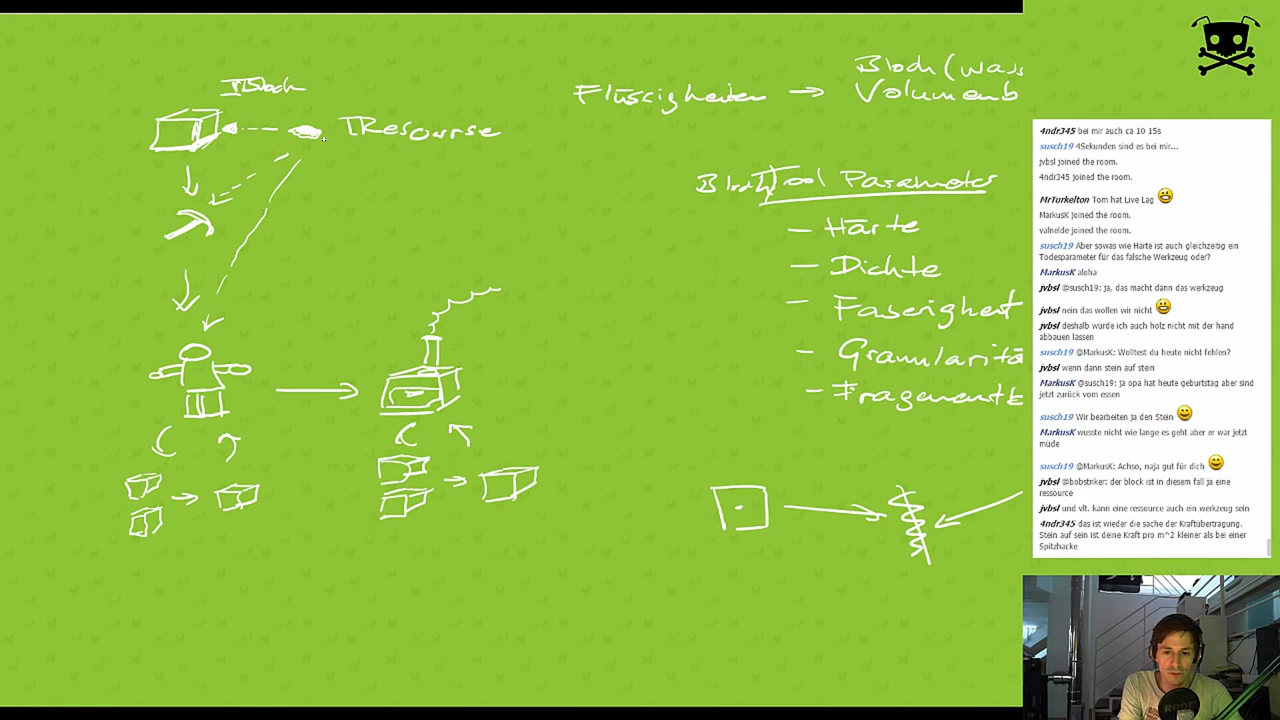 IBlock
IResourse
Flüssigkeiten → Block (was
Volumenb
Block/Tool Parameter
- Härte
- Dichte
- Faserigkeit
- Granularitä
- Fragmentb
4ndr345 bei mir auch ca 10 15s
susch19 4Sekunden sind es bei mir...
jvbsl joined the room.
4ndr345 joined the room.
MrTurkelton Tom hat Live Lag
MarkusK joined the room.
valnelde joined the room.
susch19 Aber sowas wie Härte ist auch gleichzeitig ein
Todesparameter für das falsche Werkzeug oder?
MarkusK aloha
jvbsl @susch19: ja, das macht dann das werkzeug
jvbsl nein das wollen wir nicht
jvbsl deshalb würde ich auch holz nicht mit der hand
abbauen lassen
susch19 @MarkusK: Wolltest du heute nicht fehlen?
jvbsl wenn dann stein auf stein
MarkusK @susch19: ja opa hat heute geburtstag aber sind
jetzt zurück vom essen
susch19 Wir bearbeiten ja den Stein
MarkusK wusste nicht wie lange es geht aber er war jetzt
müde
susch19 @MarkusK: Achso, naja gut für dich
jvbsl @bobstriker: der block ist in diesem fall ja eine
ressource
jvbsl und vlt. kann eine ressource auch ein werkzeug sein
4ndr345 das ist wieder die sache der Kraftübertragung.
Stein auf sein ist deine Kraft pro m^2 kleiner als bei einer
Spitzhacke
RODE